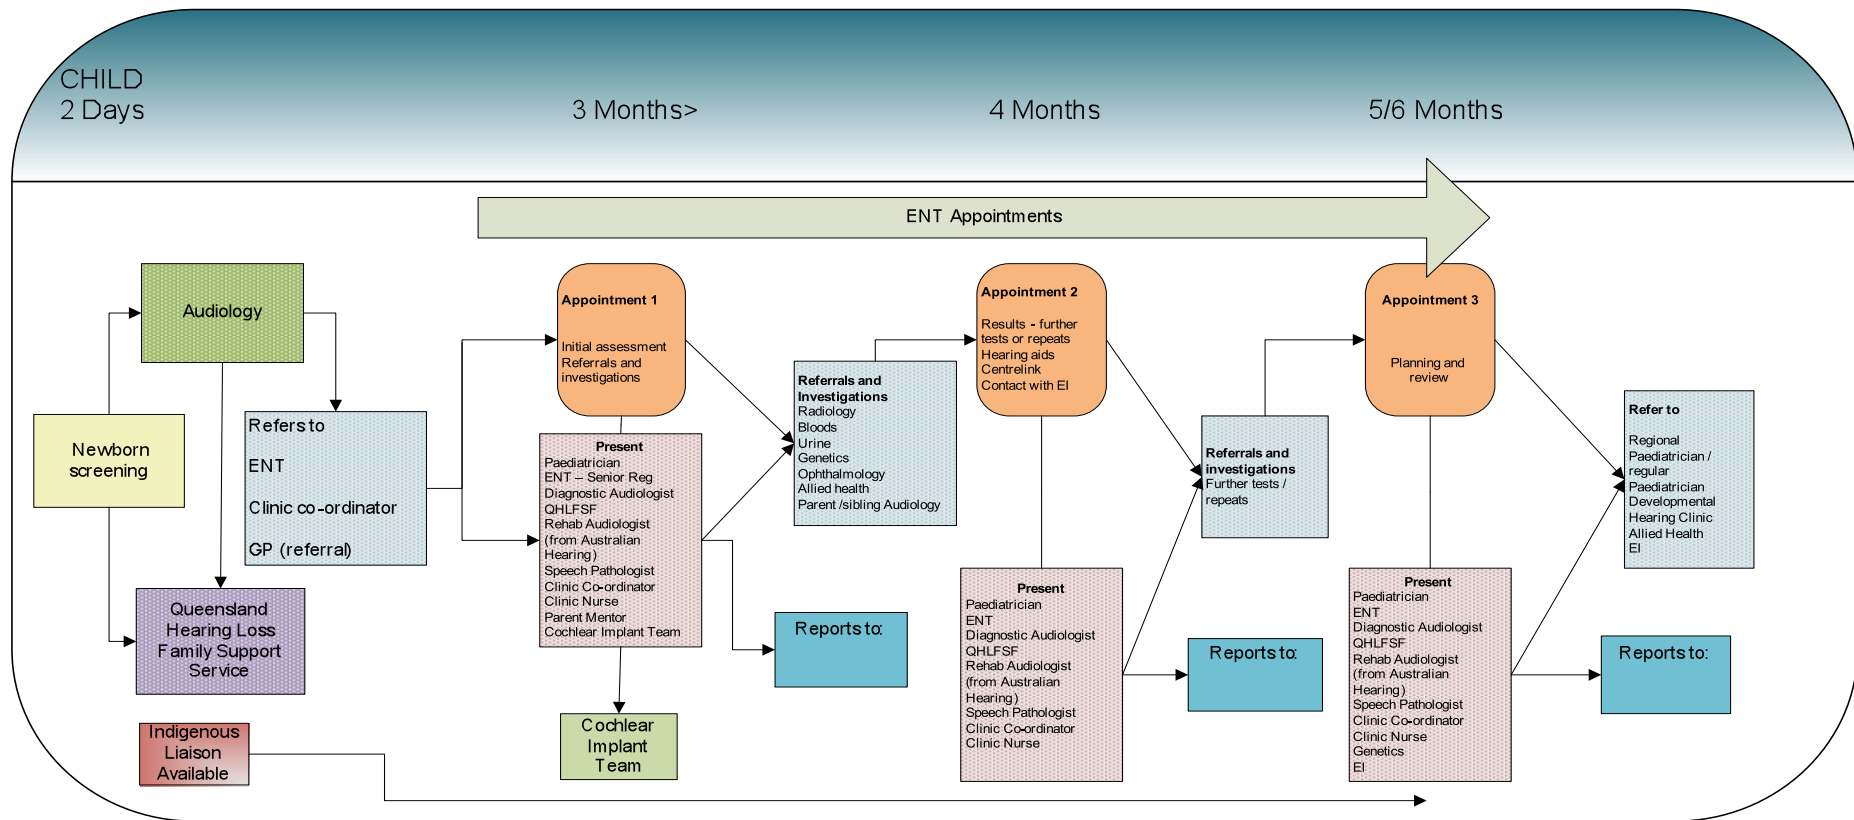 CHILD
2 Days
3 Months>
4 Months
5/6 Months
ENT Appointments
Audiology
Newborn
screening
Refers to
ENT
Clinic co-ordinator
GP (referral)
Queensland
Hearing Loss
Family Support
Service
Indigenous
Liaison
Available
Appointment 1
Initial assessment
Referrals and
investigations
Present
Paediatrician
ENT – Senior Reg
Diagnostic Audiologist
QHLFSF
Rehab Audiologist
(from Australian
Hearing)
Speech Pathologist
Clinic Co-ordinator
Clinic Nurse
Parent Mentor
Cochlear Implant Team
Cochlear
Implant
Team
Referrals and
Investigations
Radiology
Bloods
Urine
Genetics
Ophthalmology
Allied health
Parent /sibling Audiology
Reports to:
Appointment 2
Results - further
tests or repeats
Hearing aids
Centrelink
Contact with EI
Present
Paediatrician
ENT
Diagnostic Audiologist
QHLFSF
Rehab Audiologist
(from Australian
Hearing)
Speech Pathologist
Clinic Co-ordinator
Clinic Nurse
Referrals and
investigations
Further tests /
repeats
Reports to:
Appointment 3
Planning and
review
Present
Paediatrician
ENT
Diagnostic Audiologist
QHLFSF
Rehab Audiologist
(from Australian
Hearing)
Speech Pathologist
Clinic Co-ordinator
Clinic Nurse
Genetics
EI
Refer to
Regional
Paediatrician /
regular
Paediatrician
Developmental
Hearing Clinic
Allied Health
EI
Reports to: